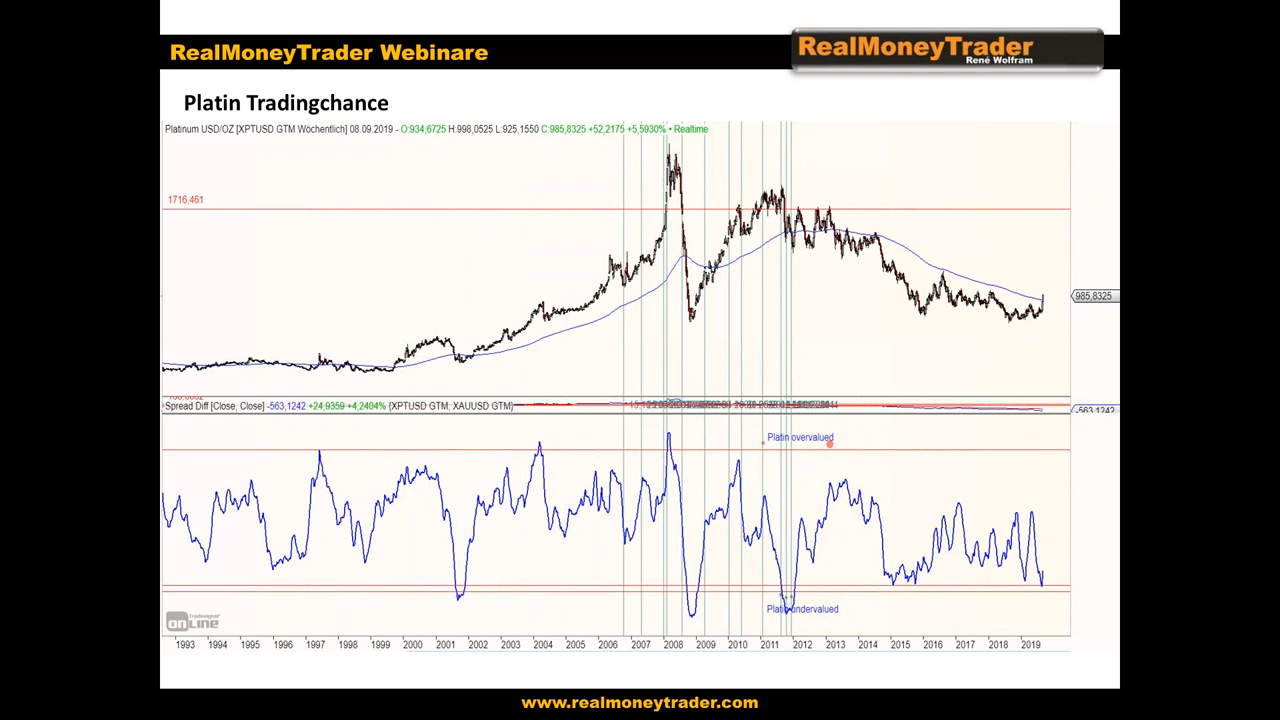 RealMoneyTrader Webinare
RealMoneyTrader
René Wolfram
Platin Tradingchance
Platinum USD/OZ [XPTUSD GTM Wöchentlich] 08.09.2019 - O:934,6725 H:998,0525 L:925,1550 C:985,8325 +52,2175 +5,5930% • Realtime
1716,461
985,8325
Spread Diff [Close, Close] -563,1242 +24,9359 +4,2404% {XPTUSD GTM, XAUUSD GTM}
-563,1242
Platin overvalued
Platin undervalued
Tradesignal
onLINE
1993 1994 1995 1996 1997 1998 1999 2000 2001 2002 2003 2004 2005 2006 2007 2008 2009 2010 2011 2012 2013 2014 2015 2016 2017 2018 2019
www.realmoneytrader.com